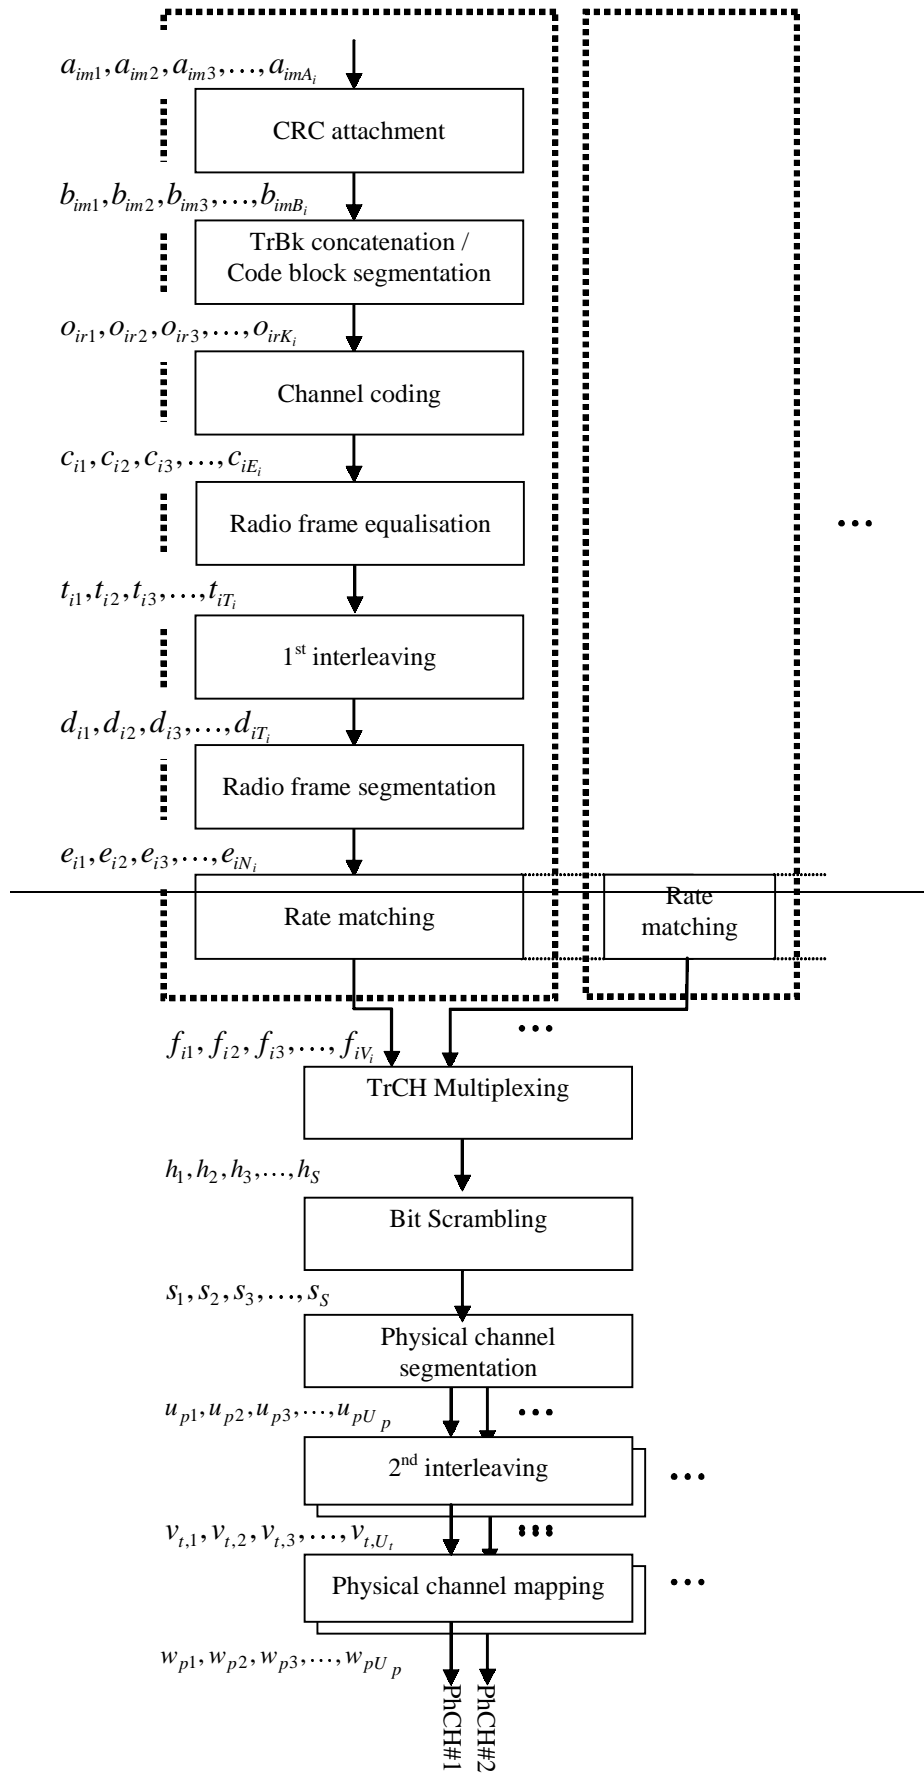 a_{im1}, a_{im2}, a_{im3}, …, a_{imA_i}
CRC attachment
b_{im1}, b_{im2}, b_{im3}, …, b_{imB_i}
TrBk concatenation /
Code block segmentation
o_{ir1}, o_{ir2}, o_{ir3}, …, o_{irK_i}
Channel coding
c_{i1}, c_{i2}, c_{i3}, …, c_{iE_i}
Radio frame equalisation
…
t_{i1}, t_{i2}, t_{i3}, …, t_{iT_i}
1^{st} interleaving
d_{i1}, d_{i2}, d_{i3}, …, d_{iT_i}
Radio frame segmentation
e_{i1}, e_{i2}, e_{i3}, …, e_{iN_i}
Rate matching
Rate
matching
…
f_{i1}, f_{i2}, f_{i3}, …, f_{iV_i}
TrCH Multiplexing
h_1, h_2, h_3, …, h_S
Bit Scrambling
s_1, s_2, s_3, …, s_S
Physical channel
segmentation
u_{p1}, u_{p2}, u_{p3}, …, u_{pU_p}
…
2^{nd} interleaving
…
v_{t,1}, v_{t,2}, v_{t,3}, …, v_{t,U_t}
…
Physical channel mapping
…
w_{p1}, w_{p2}, w_{p3}, …, w_{pU_p}
PhCH#1
PhCH#2